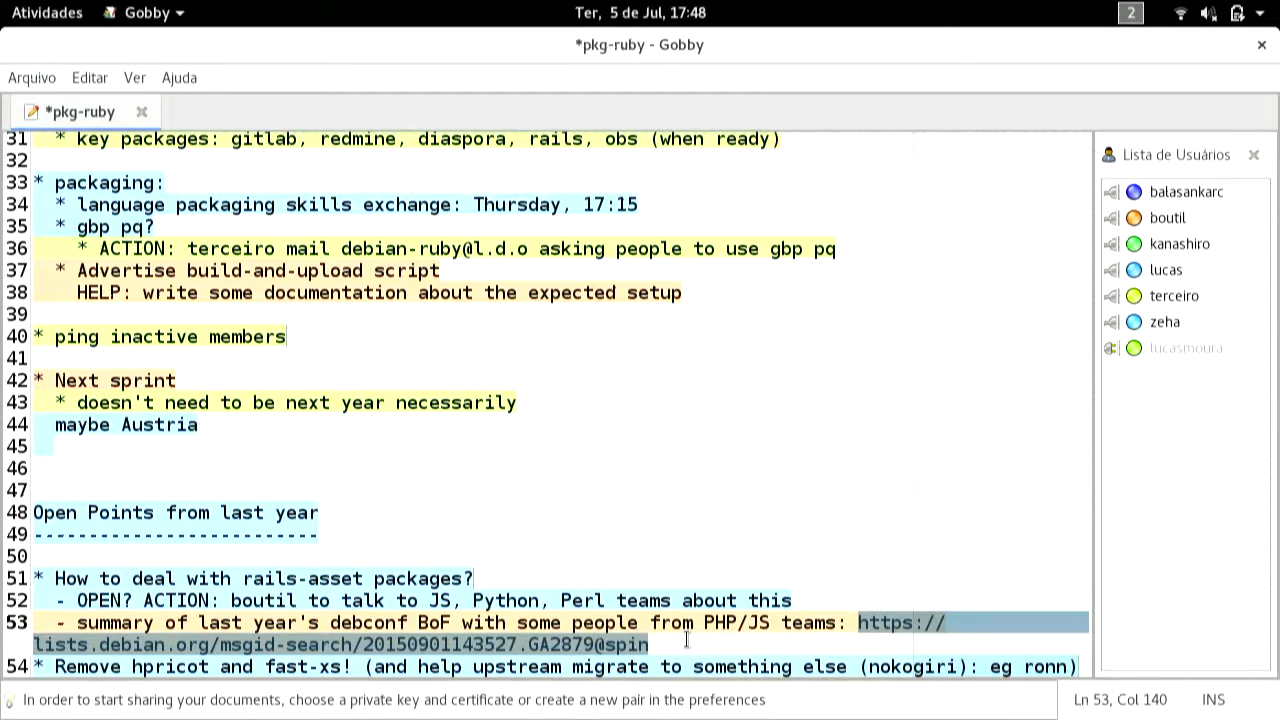 Atividades Gobby Ter, 5 de Jul, 17:48 2
*pkg-ruby - Gobby
Arquivo Editar Ver Ajuda
*pkg-ruby
31 * key packages: gitlab, redmine, diaspora, rails, obs (when ready)
32
33 * packaging:
34 * language packaging skills exchange: Thursday, 17:15
35 * gbp pq?
36 * ACTION: terceiro mail debian-ruby@l.d.o asking people to use gbp pq
37 * Advertise build-and-upload script
38 HELP: write some documentation about the expected setup
39
40 * ping inactive members
41
42 * Next sprint
43 * doesn't need to be next year necessarily
44 maybe Austria
45
46
47
48 Open Points from last year
49 --------------------------
50
51 * How to deal with rails-asset packages?
52 - OPEN? ACTION: boutil to talk to JS, Python, Perl teams about this
53 - summary of last year's debconf BoF with some people from PHP/JS teams: https://
lists.debian.org/msgid-search/20150901143527.GA2879@spin
54 * Remove hpricot and fast-xs! (and help upstream migrate to something else (nokogiri): eg ronn)
Lista de Usuários
balasankarc
boutil
kanashiro
lucas
terceiro
zeha
lucasmoura
In order to start sharing your documents, choose a private key and certificate or create a new pair in the preferences
Ln 53, Col 140 INS